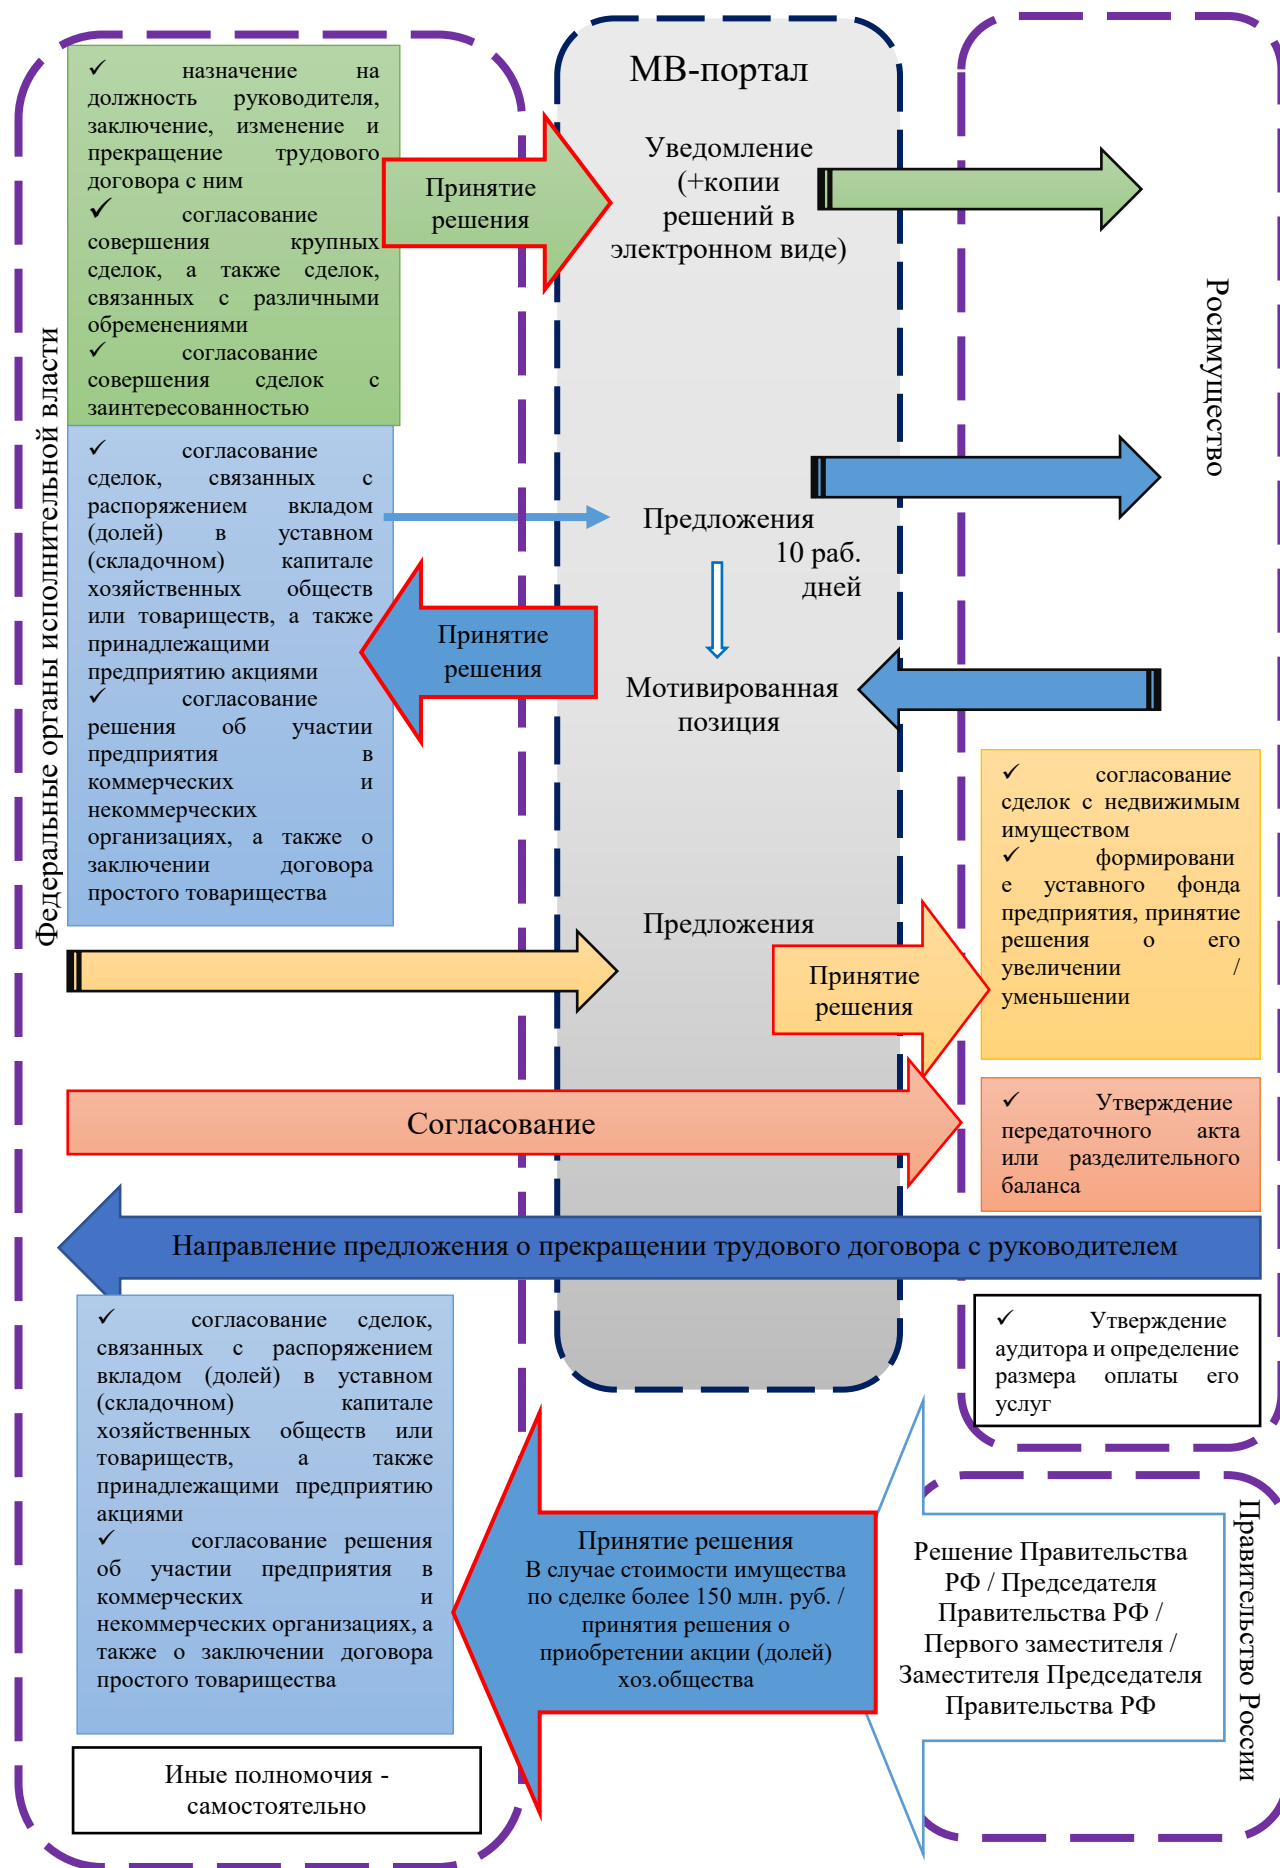 Федеральные органы исполнительной власти
✓ назначение на
должность руководителя,
заключение, изменение и
прекращение трудового
договора с ним
✓ согласование
совершения крупных
сделок, а также сделок,
связанных с различными
обременениями
✓ согласование
совершения сделок с
заинтересованностью
Принятие
решения
МВ-портал
Уведомление
(+копии
решений в
электронном виде)
Росимущество
✓ согласование
сделок, связанных с
распоряжением вкладом
(долей) в уставном
(складочном) капитале
хозяйственных обществ
или товариществ, а также
принадлежащими
предприятию акциями
✓ согласование
решения об участии
предприятия в
коммерческих и
некоммерческих
организациях, а также о
заключении договора
простого товарищества
Предложения
10 раб.
дней
Принятие
решения
Мотивированная
позиция
Предложения
Принятие
решения
✓ согласование
сделок с недвижимым
имуществом
✓ формировани
е уставного фонда
предприятия, принятие
решения о его
увеличении /
уменьшении
Согласование
✓ Утверждение
передаточного акта
или разделительного
баланса
Направление предложения о прекращении трудового договора с руководителем
✓ Утверждение
аудитора и определение
размера оплаты его
услуг
✓ согласование сделок,
связанных с распоряжением
вкладом (долей) в уставном
(складочном) капитале
хозяйственных обществ или
товариществ, а также
принадлежащими предприятию
акциями
✓ согласование решения
об участии предприятия в
коммерческих и
некоммерческих организациях, а
также о заключении договора
простого товарищества
Принятие решения
В случае стоимости имущества
по сделке более 150 млн. руб. /
принятия решения о
приобретении акции (долей)
хоз.общества
Решение Правительства
РФ / Председателя
Правительства РФ /
Первого заместителя /
Заместителя Председателя
Правительства РФ
Правительство России
Иные полномочия -
самостоятельно